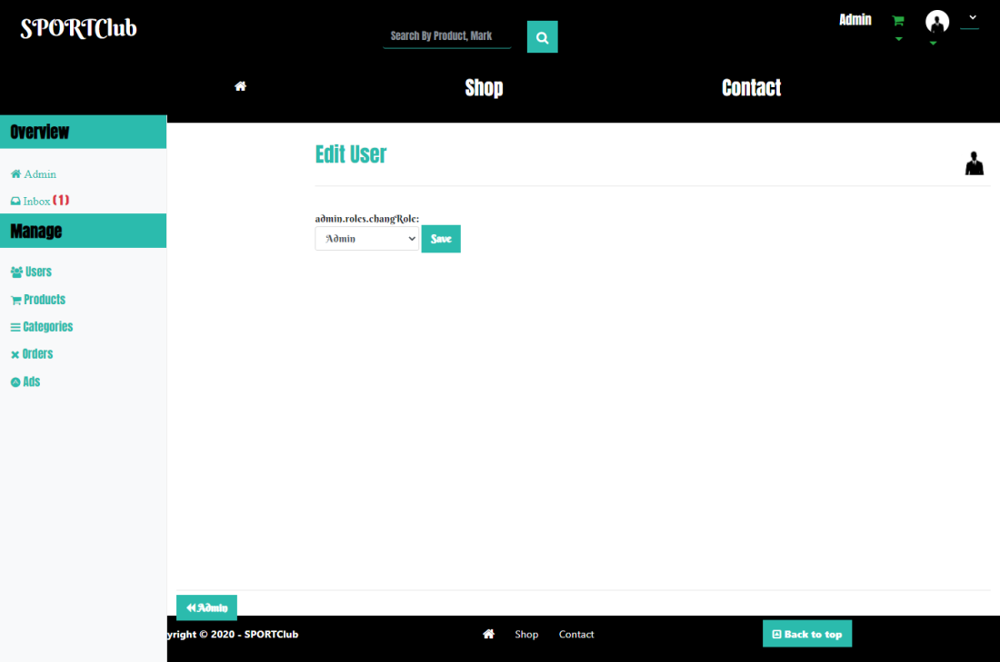 SPORTClub
Search By Product, Mark
Admin
Shop
Contact
Overview
Admin
Inbox (1)
Manage
Users
Products
Categories
Orders
Ads
Edit User
admin.roles.changRole:
Admin
Save
Admin
yright © 2020 - SPORTClub
Shop
Contact
Back to top